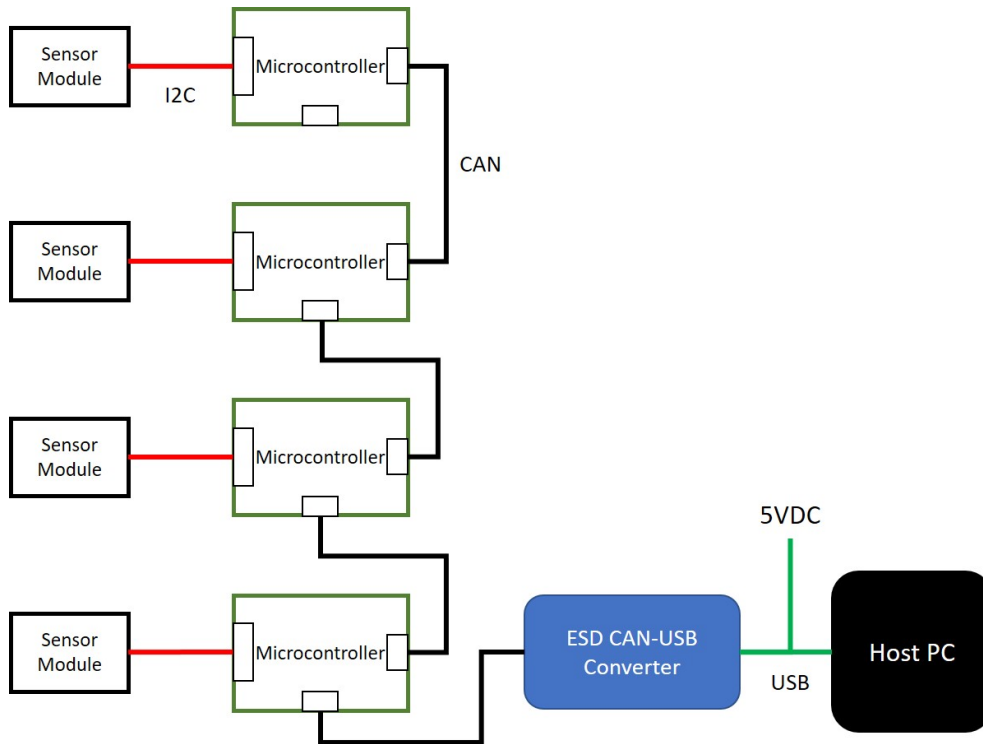 Sensor
Module
I2C
Microcontroller
CAN
Sensor
Module
Microcontroller
Sensor
Module
Microcontroller
5VDC
Sensor
Module
Microcontroller
ESD CAN-USB
Converter
USB
Host PC